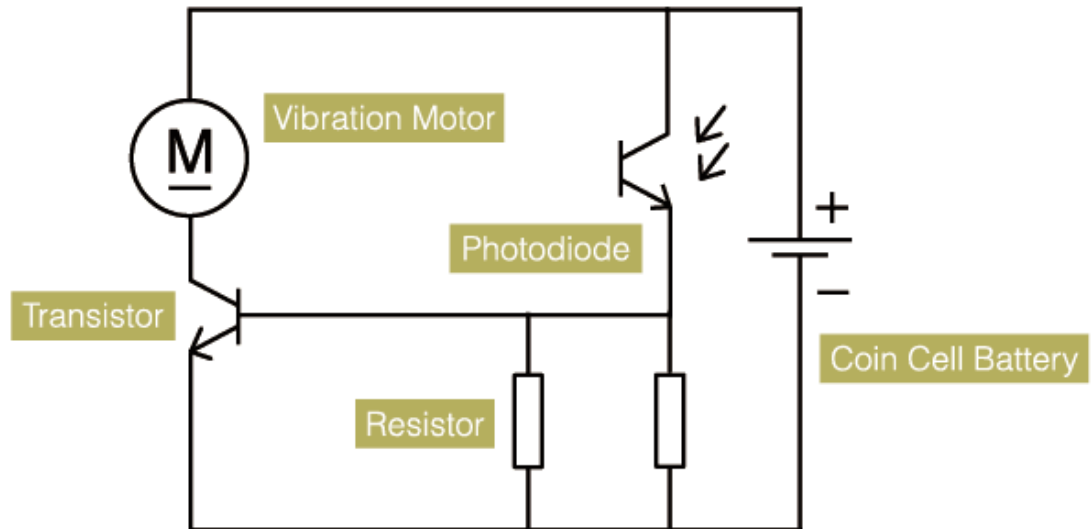 Vibration Motor
M
+
Photodiode
−
Transistor
Coin Cell Battery
Resistor